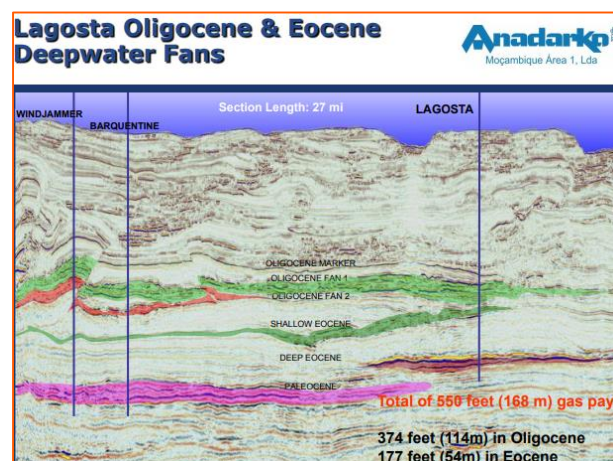 Lagosta Oligocene & Eocene
Deepwater Fans
Anadarko
Moçambique Área 1, Lda
WINDJAMMER
BARQUENTINE
Section Length: 27 mi
LAGOSTA
OLIGOCENE MARKER
OLIGOCENE FAN 1
OLIGOCENE FAN 2
SHALLOW EOCENE
DEEP EOCENE
PALEOCENE
Total of 550 feet (168 m) gas pay
374 feet (114m) in Oligocene
177 feet (54m) in Eocene